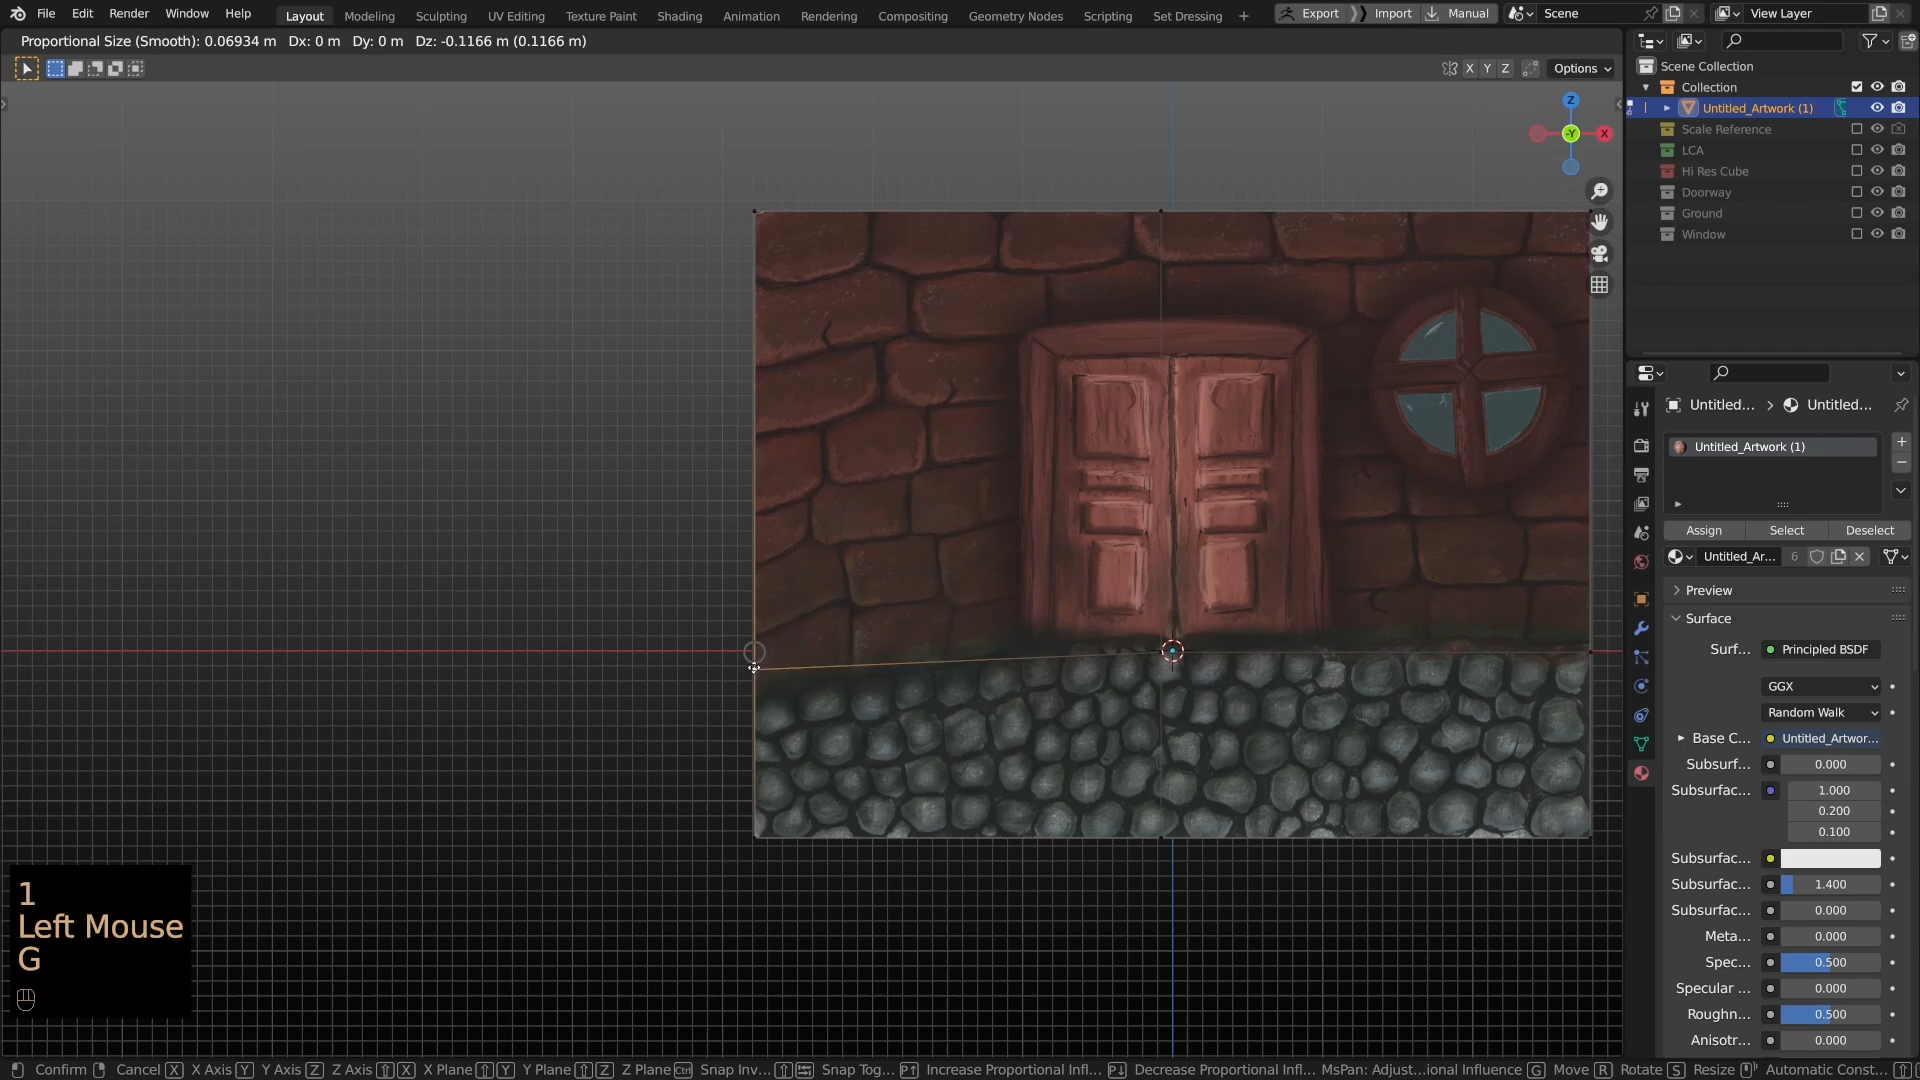 File Edit Render Window Help Layout Modeling Sculpting UV Editing Texture Paint Shading Animation Rendering Compositing Geometry Nodes Scripting Set Dressing + Export Import Manual Scene View Layer
Proportional Size (Smooth): 0.06934 m Dx: 0 m Dy: 0 m Dz: -0.1166 m (0.1166 m)
X Y Z Options
Scene Collection
Collection
Untitled_Artwork (1)
Scale Reference
LCA
Hi Res Cube
Doorway
Ground
Window
Z
-Y X
Untitled... > Untitled...
Untitled_Artwork (1)
Assign Select Deselect
Untitled_Ar... 6
Preview
Surface
Surf... Principled BSDF
GGX
Random Walk
Base C... Untitled_Artwor...
Subsurf... 0.000
Subsurfac... 1.000
0.200
0.100
Subsurfac...
Subsurfac... 1.400
Subsurfac... 0.000
Meta... 0.000
Spec... 0.500
Specular ... 0.000
Roughn... 0.500
Anisotr... 0.000
1
Left Mouse
G
Confirm Cancel X X Axis Y Y Axis Z Z Axis X X Plane Y Y Plane Z Z Plane Ctrl Snap Inv... Snap Tog... Increase Proportional Infl... Decrease Proportional Infl... MsPan: Adjust...ional Influence G Move R Rotate S Resize Automatic Const...